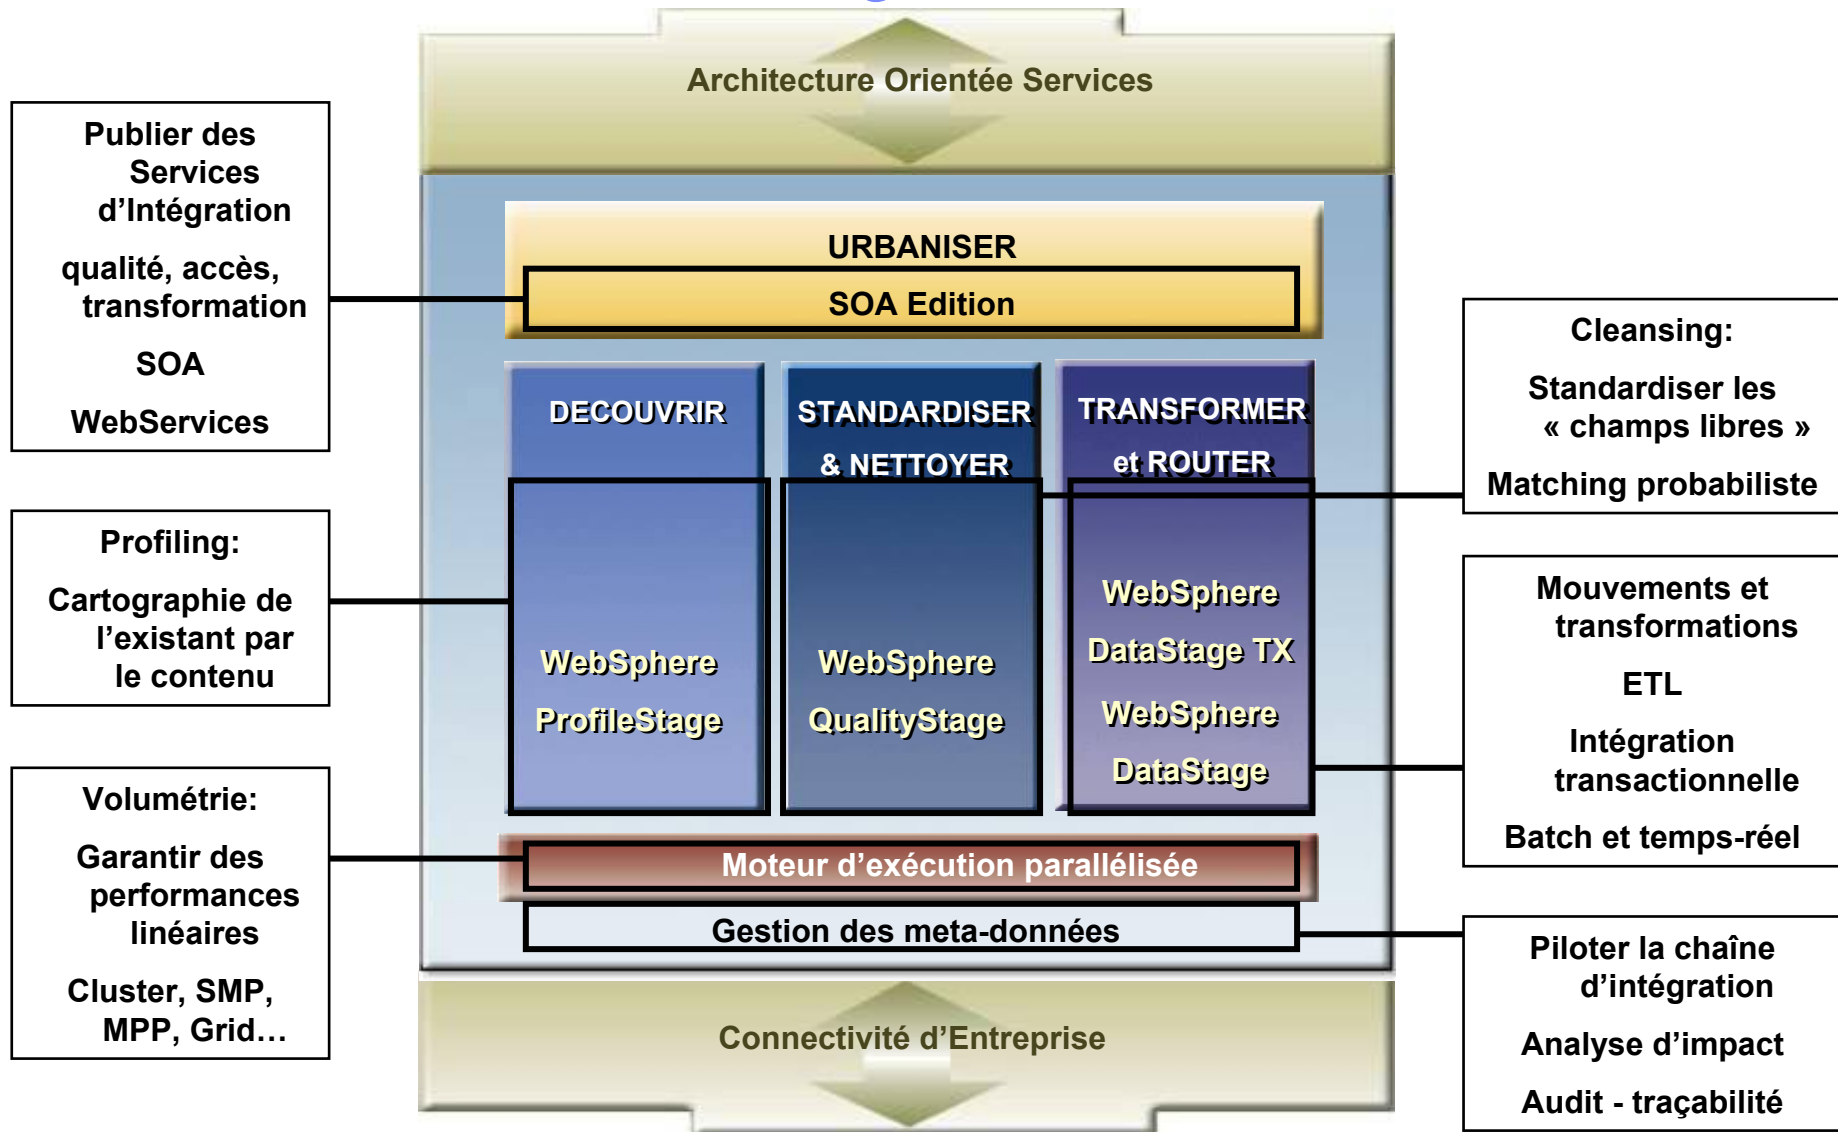 Architecture Orientée Services
Publier des
Services
d’Intégration
qualité, accès,
transformation
SOA
WebServices
URBANISER
SOA Edition
Cleansing:
Standardiser les
« champs libres »
Matching probabiliste
DECOUVRIR
STANDARDISER
& NETTOYER
TRANSFORMER
et ROUTER
Profiling:
Cartographie de
l’existant par
le contenu
WebSphere
ProfileStage
WebSphere
QualityStage
WebSphere
DataStage TX
WebSphere
DataStage
Mouvements et
transformations
ETL
Intégration
transactionnelle
Batch et temps-réel
Volumétrie:
Garantir des
performances
linéaires
Cluster, SMP,
MPP, Grid…
Moteur d’exécution parallélisée
Gestion des meta-données
Piloter la chaîne
d’intégration
Analyse d’impact
Audit - traçabilité
Connectivité d’Entreprise